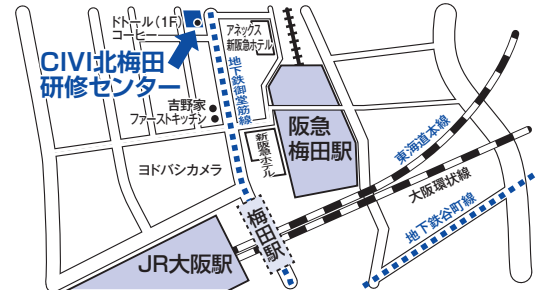 ドトール(1F)
コーヒー
アネックス
新阪急ホテル
CIVI北梅田
研修センター
地下鉄御堂筋線
吉野家
ファーストキッチン
阪急
梅田駅
新阪急ホテル
東海道本線
ヨドバシカメラ
大阪環状線
地下鉄谷町線
梅田駅
JR大阪駅